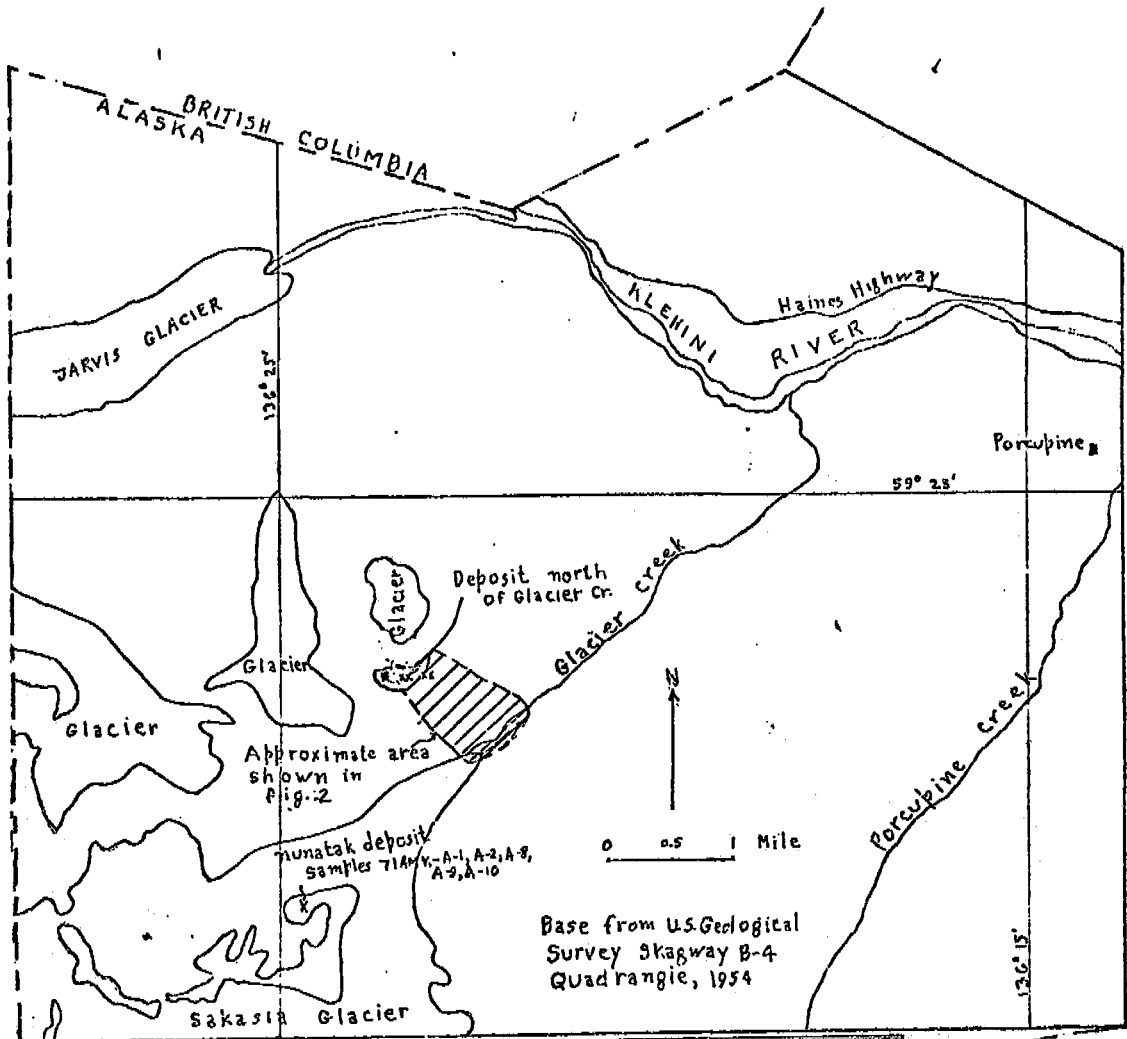 BRITISH COLUMBIA
ALASKA
JARVIS GLACIER
136° 25'
KLEHINI RIVER
Haines Highway
Porcupine
59° 23'
Glacier
Deposit north
of Glacier Cr.
Glacier Creek
Glacier
Glacier
Approximate area
shown in
fig. 2
N
Porcupine Creek
0 0.5 1 Mile
nunatak deposit
samples A-1, A-2, A-8,
A-9, A-10
Base from U.S. Geological
Survey Skagway B-4
Quadrangle, 1954
136° 15'
Sakasia Glacier